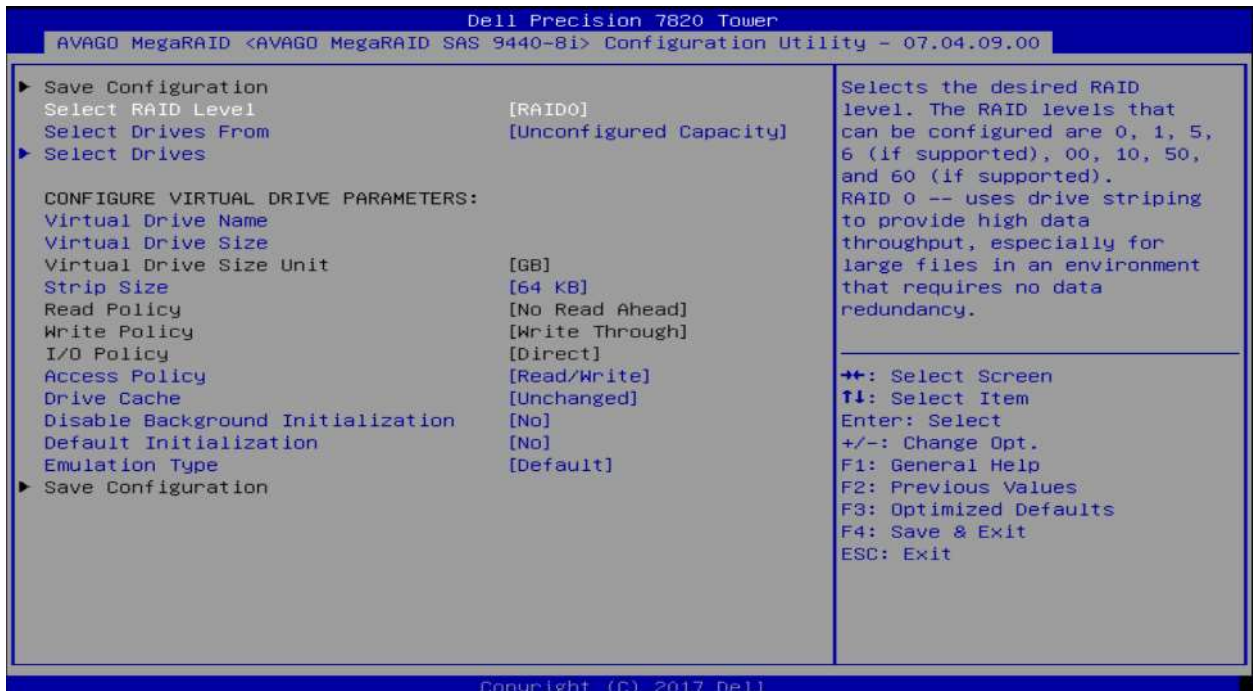 Dell Precision 7820 Tower
AVAGO MegaRAID <AVAGO MegaRAID SAS 9440-8i> Configuration Utility - 07.04.09.00
▶ Save Configuration
Select RAID Level [RAID0]
Select Drives From [Unconfigured Capacity]
▶ Select Drives
CONFIGURE VIRTUAL DRIVE PARAMETERS:
Virtual Drive Name
Virtual Drive Size
Virtual Drive Size Unit [GB]
Strip Size [64 KB]
Read Policy [No Read Ahead]
Write Policy [Write Through]
I/O Policy [Direct]
Access Policy [Read/Write]
Drive Cache [Unchanged]
Disable Background Initialization [No]
Default Initialization [No]
Emulation Type [Default]
▶ Save Configuration
Selects the desired RAID
level. The RAID levels that
can be configured are 0, 1, 5,
6 (if supported), 00, 10, 50,
and 60 (if supported).
RAID 0 -- uses drive striping
to provide high data
throughput, especially for
large files in an environment
that requires no data
redundancy.
→←: Select Screen
↑↓: Select Item
Enter: Select
+/-: Change Opt.
F1: General Help
F2: Previous Values
F3: Optimized Defaults
F4: Save & Exit
ESC: Exit
Copyright (C) 2017 Dell